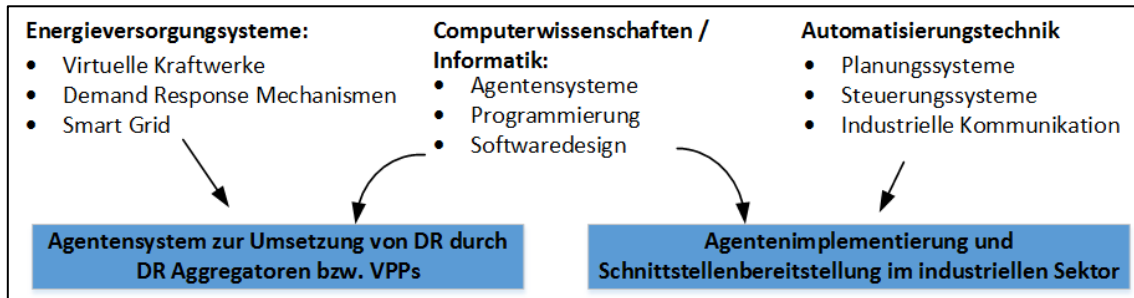 Energieversorgungsysteme:
• Virtuelle Kraftwerke
• Demand Response Mechanismen
• Smart Grid
Computerwissenschaften /
Informatik:
• Agentensysteme
• Programmierung
• Softwaredesign
Automatisierungstechnik
• Planungssysteme
• Steuerungssysteme
• Industrielle Kommunikation
Agentensystem zur Umsetzung von DR durch
DR Aggregatoren bzw. VPPs
Agentenimplementierung und
Schnittstellenbereitstellung im industriellen Sektor